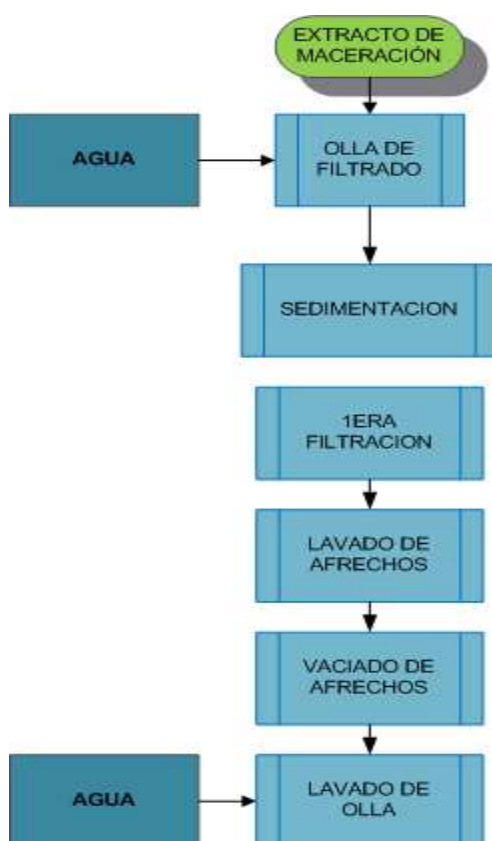 EXTRACTO DE
MACERACIÓN
AGUA
OLLA DE
FILTRADO
SEDIMENTACION
1ERA
FILTRACION
LAVADO DE
AFRECHOS
VACIADO DE
AFRECHOS
AGUA
LAVADO DE
OLLA